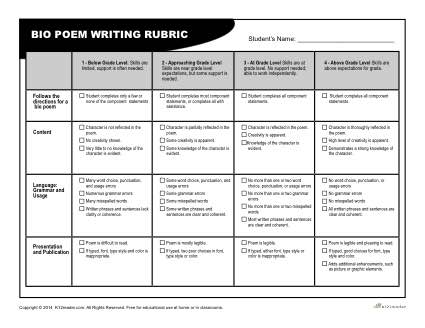 BIO POEM WRITING RUBRIC
Student's Name:
1 - Below Grade Level: Skills are limited, support is often needed.
2 - Approaching Grade Level: Skills are near grade level expectations, but some support is needed.
3 - At Grade Level: Skills are at grade level. No support needed; able to work independently.
4 - Above Grade Level: Skills are above expectations for grade.
Follows the directions for a bio poem
Student completes only a few or none of the component statements
Student completes most component statements, or completes all with assistance.
Student completes all component statements.
Student completes all component statements
Content
Character is not reflected in the poem.
No creativity shown.
Very little to no knowledge of the character is evident.
Character is partially reflected in the poem.
Some creativity is apparent.
Some knowledge of the character is evident.
Character is reflected in the poem.
Creativity is apparent.
Knowledge of the character is evident.
Character is thoroughly reflected in the poem.
High level of creativity is apparent.
Demonstrates a strong knowledge of the character.
Language: Grammar and Usage
Many word choice, punctuation, and usage errors
Numerous grammar errors
Many misspelled words
Written phrases and sentences lack clarity or coherence.
Some word choice, punctuation, and usage errors
Some grammar errors
Some misspelled words
Some written phrases and sentences are clear and coherent.
No more than one or two word choice, punctuation, or usage errors
No more than one or two grammar errors
No more than one or two misspelled words
Most written phrases and sentences are clear and coherent.
No word choice, punctuation, or usage errors
No grammar errors
No misspelled words
All written phrases and sentences are clear and coherent.
Presentation and Publication
Poem is difficult to read.
If typed, font, type style and color is inappropriate.
Poem is mostly legible.
If typed, two poor choices in font, type style or color.
Poem is legible.
If typed, either font, type style or color is inappropriate.
Poem is legible and pleasing to read.
If typed, good choices for font, type style and color.
Adds additional enhancements, such as picture or graphic elements.
Copyright © 2014 K12reader.com. All Rights Reserved. Free for educational use at home or in classrooms.
K12reader